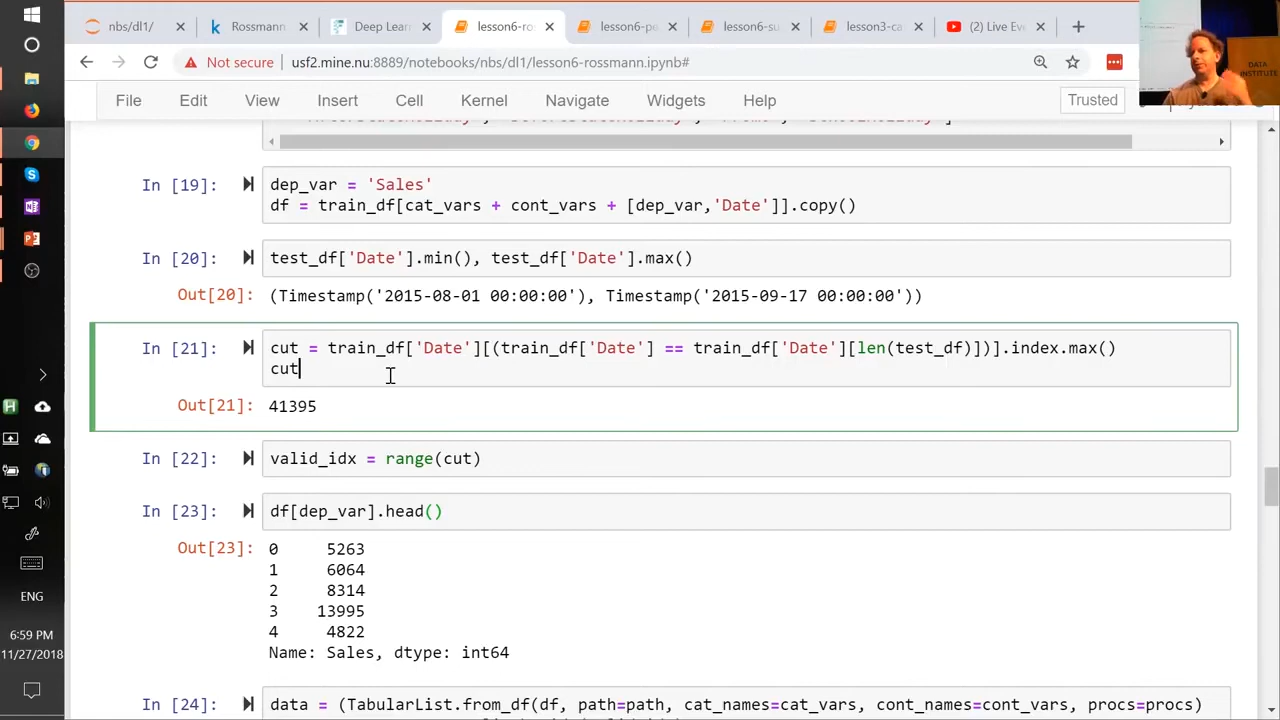 nbs/dl1/
Rossmann
Deep Learn
lesson6-ro
lesson6-pe
lesson6-su
lesson3-ca
(2) Live Eve
Not secure
usf2.mine.nu:8889/notebooks/nbs/dl1/lesson6-rossmann.ipynb#
DATA
INSTITUTE
File Edit View Insert Cell Kernel Navigate Widgets Help
Trusted
In [19]:
dep_var = 'Sales'
df = train_df[cat_vars + cont_vars + [dep_var,'Date']].copy()
In [20]:
test_df['Date'].min(), test_df['Date'].max()
Out[20]:
(Timestamp('2015-08-01 00:00:00'), Timestamp('2015-09-17 00:00:00'))
In [21]:
cut = train_df['Date'][(train_df['Date'] == train_df['Date'][len(test_df)])].index.max()
cut
Out[21]:
41395
In [22]:
valid_idx = range(cut)
In [23]:
df[dep_var].head()
Out[23]:
0 5263
1 6064
2 8314
3 13995
4 4822
Name: Sales, dtype: int64
In [24]:
data = (TabularList.from_df(df, path=path, cat_names=cat_vars, cont_names=cont_vars, procs=procs)
ENG
6:59 PM
11/27/2018